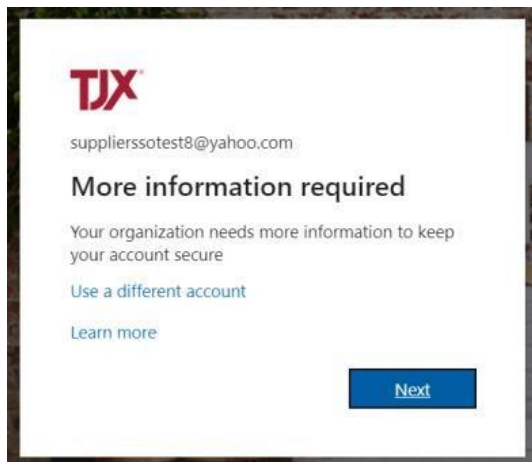 TJX
supplierssotest8@yahoo.com
More information required
Your organization needs more information to keep
your account secure
Use a different account
Learn more
Next